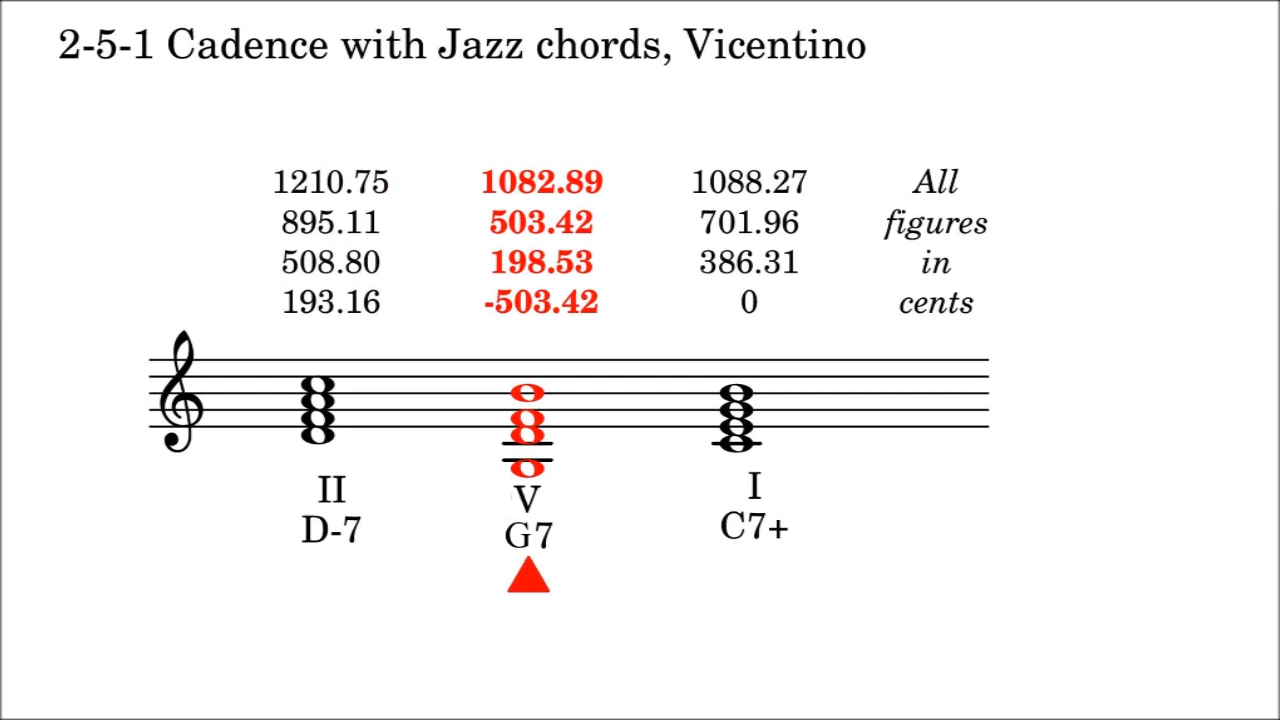 2-5-1 Cadence with Jazz chords, Vicentino
1210.75 1082.89 1088.27 All
895.11 503.42 701.96 figures
508.80 198.53 386.31 in
193.16 -503.42 0 cents
II V I
D-7 G7 C7+